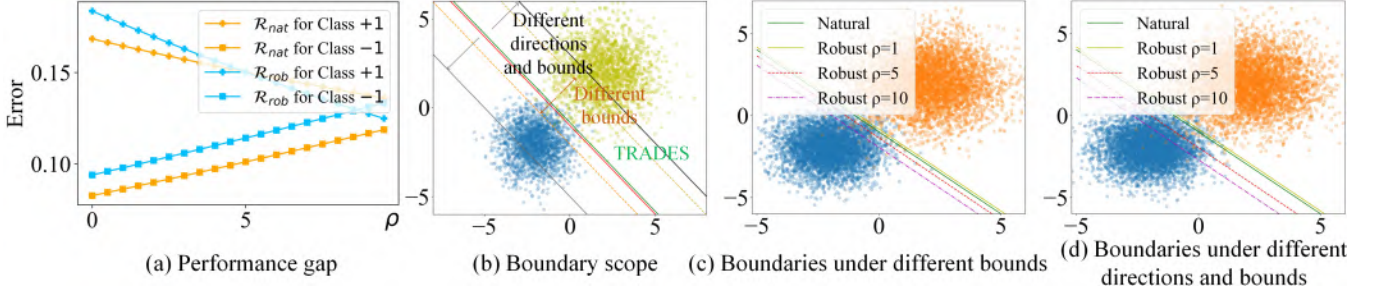 Error
0.15
0.10
0
5
ρ
R_nat for Class +1
R_nat for Class −1
R_rob for Class +1
R_rob for Class −1
(a) Performance gap
5
0
−5
−5
0
5
Different
directions
and bounds
Different
bounds
TRADES
(b) Boundary scope
5
0
−5
−5
0
5
Natural
Robust ρ=1
Robust ρ=5
Robust ρ=10
(c) Boundaries under different bounds
5
0
−5
−5
0
5
Natural
Robust ρ=1
Robust ρ=5
Robust ρ=10
(d) Boundaries under different
directions and bounds